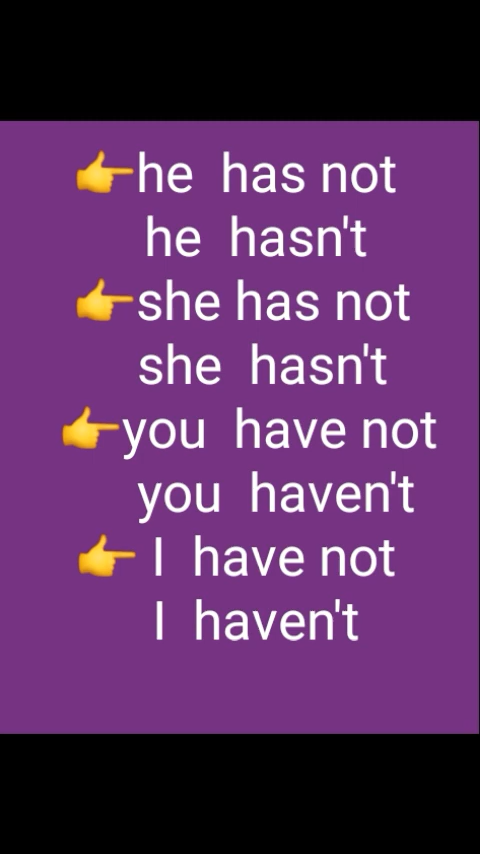 👉he has not
he hasn't
👉she has not
she hasn't
👉you have not
you haven't
👉 I have not
I haven't